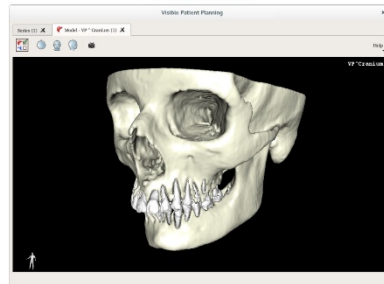 Visible Patient Planning
Series (1) ✗ Model - VP^Cranium (1) ✗
Help
VP^Cranium